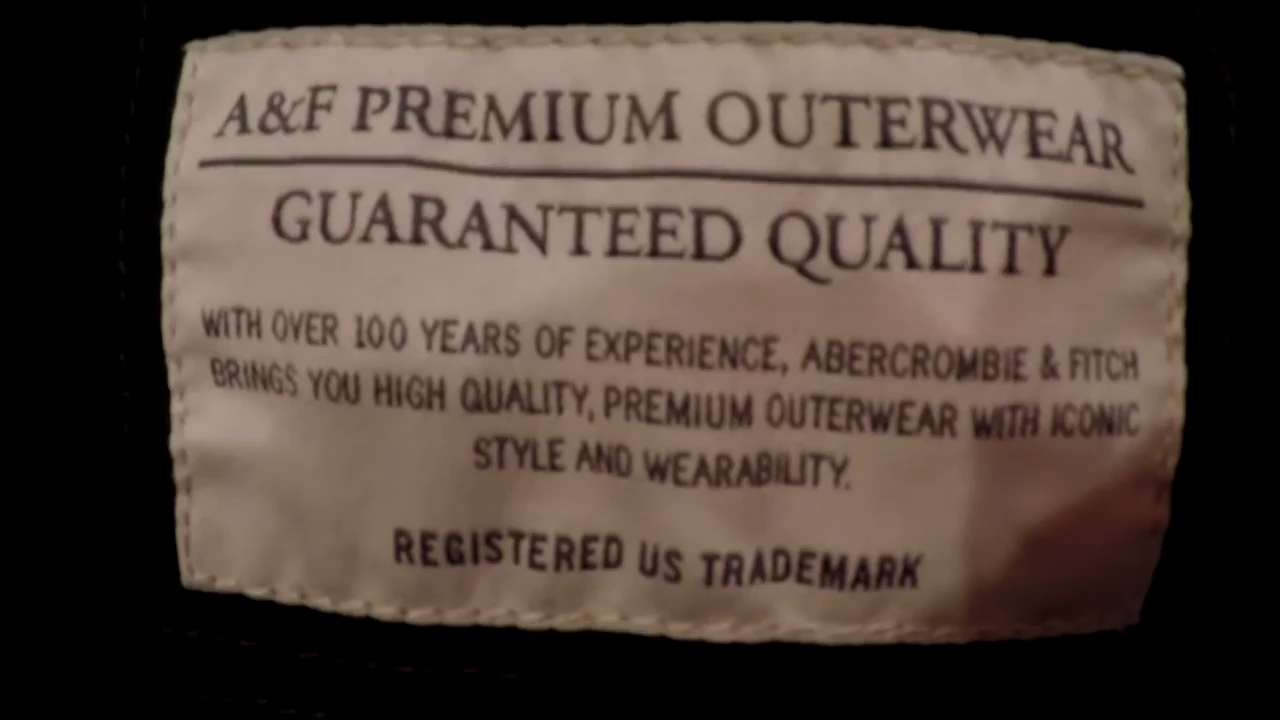 A&F PREMIUM OUTERWEAR
GUARANTEED QUALITY
WITH OVER 100 YEARS OF EXPERIENCE, ABERCROMBIE & FITCH
BRINGS YOU HIGH QUALITY, PREMIUM OUTERWEAR WITH ICONIC
STYLE AND WEARABILITY.
REGISTERED US TRADEMARK